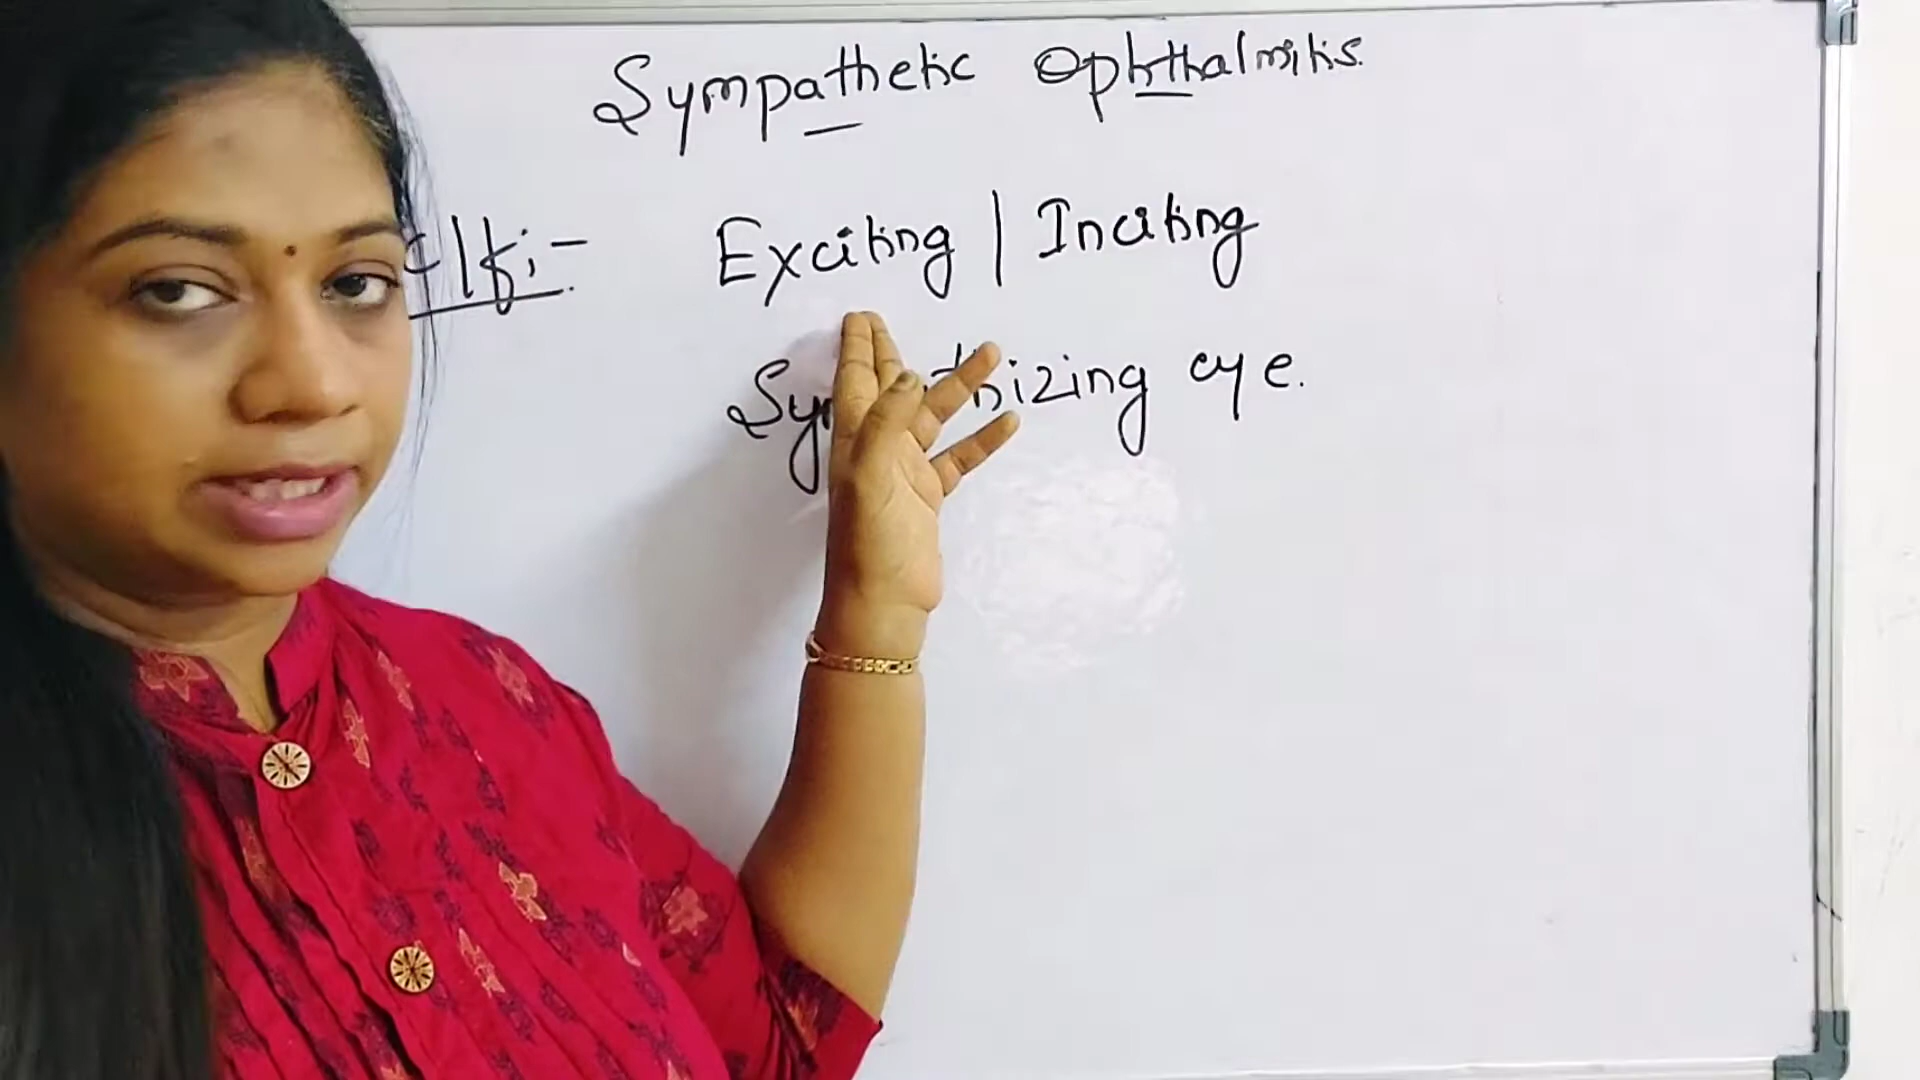 Sympathetic Ophthalmitis.
c/f:- Exciting | Inciting
eye.